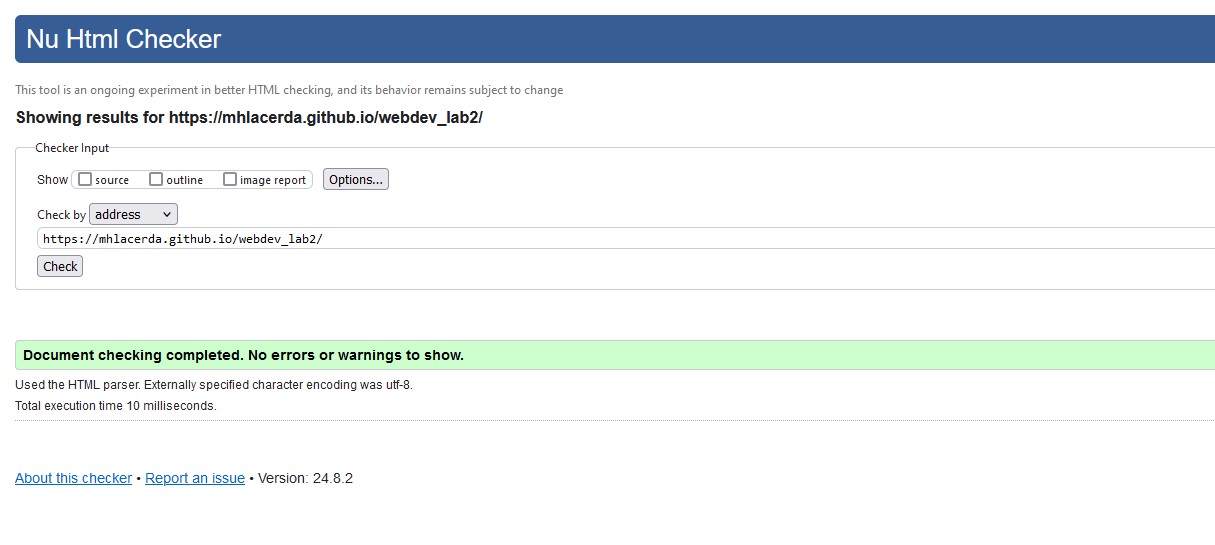 Nu Html Checker
This tool is an ongoing experiment in better HTML checking, and its behavior remains subject to change
Showing results for https://mhlacerda.github.io/webdev_lab2/
Checker Input
Show source outline image report Options...
Check by address
https://mhlacerda.github.io/webdev_lab2/
Check
Document checking completed. No errors or warnings to show.
Used the HTML parser. Externally specified character encoding was utf-8.
Total execution time 10 milliseconds.
About this checker • Report an issue • Version: 24.8.2